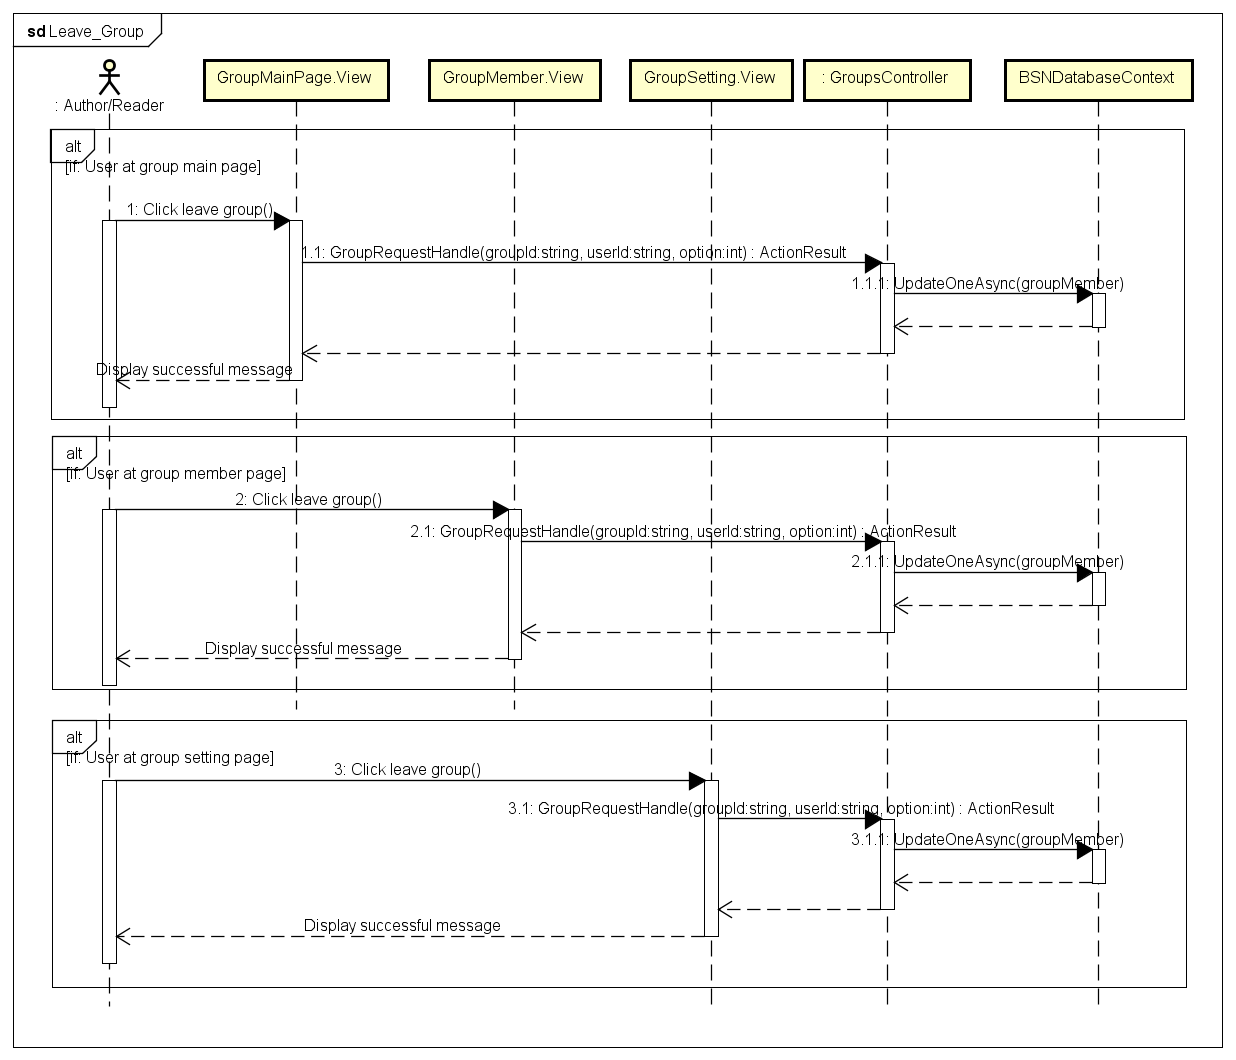 sd Leave_Group
: Author/Reader
GroupMainPage.View
GroupMember.View
GroupSetting.View
: GroupsController
BSNDatabaseContext
alt
[if: User at group main page]
1: Click leave group()
1.1: GroupRequestHandle(groupId:string, userId:string, option:int) : ActionResult
1.1.1: UpdateOneAsync(groupMember)
Display successful message
alt
[if: User at group member page]
2: Click leave group()
2.1: GroupRequestHandle(groupId:string, userId:string, option:int) : ActionResult
2.1.1: UpdateOneAsync(groupMember)
Display successful message
alt
[if: User at group setting page]
3: Click leave group()
3.1: GroupRequestHandle(groupId:string, userId:string, option:int) : ActionResult
3.1.1: UpdateOneAsync(groupMember)
Display successful message